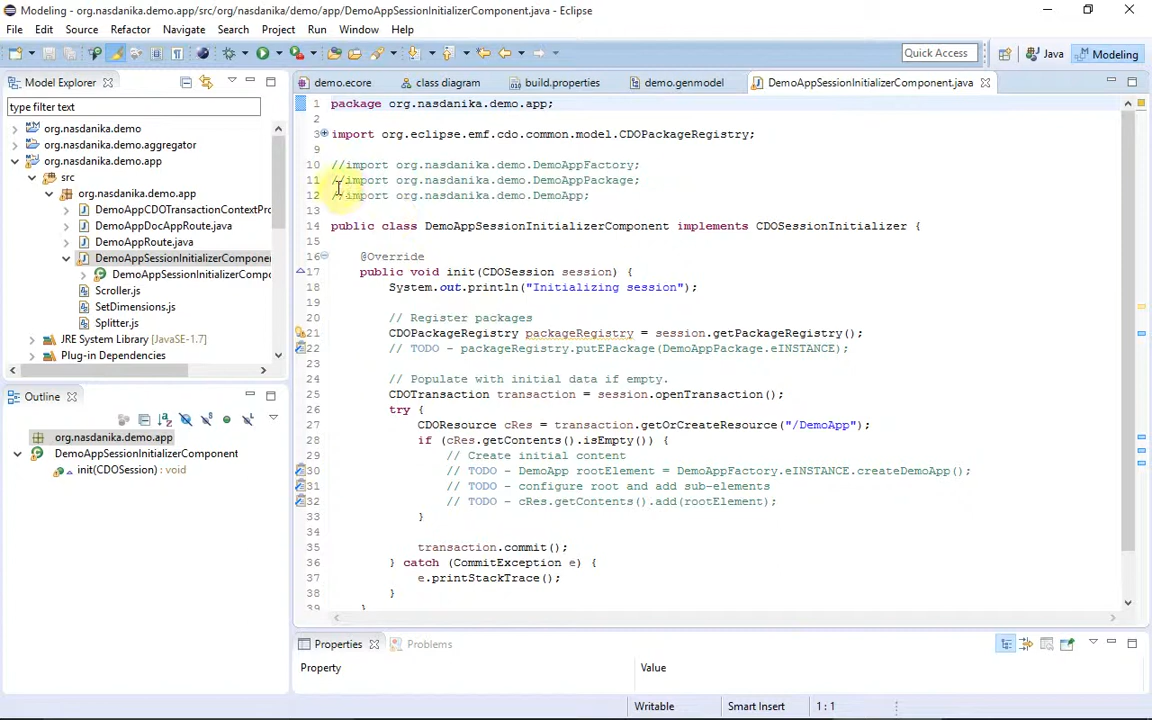 Modeling - org.nasdanika.demo.app/src/org/nasdanika/demo/app/DemoAppSessionInitializerComponent.java - Eclipse
File Edit Source Refactor Navigate Search Project Run Window Help
Quick Access
Java
Modeling
Model Explorer
demo.ecore
class diagram
build.properties
demo.genmodel
DemoAppSessionInitializerComponent.java
type filter text
org.nasdanika.demo
org.nasdanika.demo.aggregator
org.nasdanika.demo.app
src
org.nasdanika.demo.app
DemoAppCDOTransactionContextPro
DemoAppDocAppRoute.java
DemoAppRoute.java
DemoAppSessionInitializerCompone
DemoAppSessionInitializerCompo
Scroller.js
SetDimensions.js
Splitter.js
JRE System Library [JavaSE-1.7]
Plug-in Dependencies
Outline
org.nasdanika.demo.app
DemoAppSessionInitializerComponent
init(CDOSession) : void
1 package org.nasdanika.demo.app;
2
3 import org.eclipse.emf.cdo.common.model.CDOPackageRegistry;
9
10 //import org.nasdanika.demo.DemoAppFactory;
11 //import org.nasdanika.demo.DemoAppPackage;
12 //import org.nasdanika.demo.DemoApp;
13
14 public class DemoAppSessionInitializerComponent implements CDOSessionInitializer {
15
16 @Override
17 public void init(CDOSession session) {
18 System.out.println("Initializing session");
19
20 // Register packages
21 CDOPackageRegistry packageRegistry = session.getPackageRegistry();
22 // TODO - packageRegistry.putEPackage(DemoAppPackage.eINSTANCE);
23
24 // Populate with initial data if empty.
25 CDOTransaction transaction = session.openTransaction();
26 try {
27 CDOResource cRes = transaction.getOrCreateResource("/DemoApp");
28 if (cRes.getContents().isEmpty()) {
29 // Create initial content
30 // TODO - DemoApp rootElement = DemoAppFactory.eINSTANCE.createDemoApp();
31 // TODO - configure root and add sub-elements
32 // TODO - cRes.getContents().add(rootElement);
33 }
34
35 transaction.commit();
36 } catch (CommitException e) {
37 e.printStackTrace();
38 }
39 }
Properties
Problems
Property Value
Writable Smart Insert 1 : 1